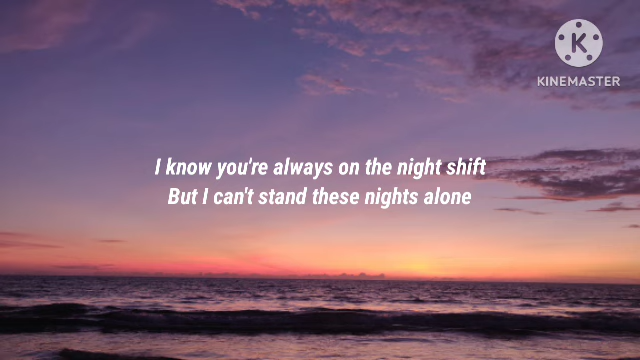 K
KINEMASTER
I know you're always on the night shift
But I can't stand these nights alone